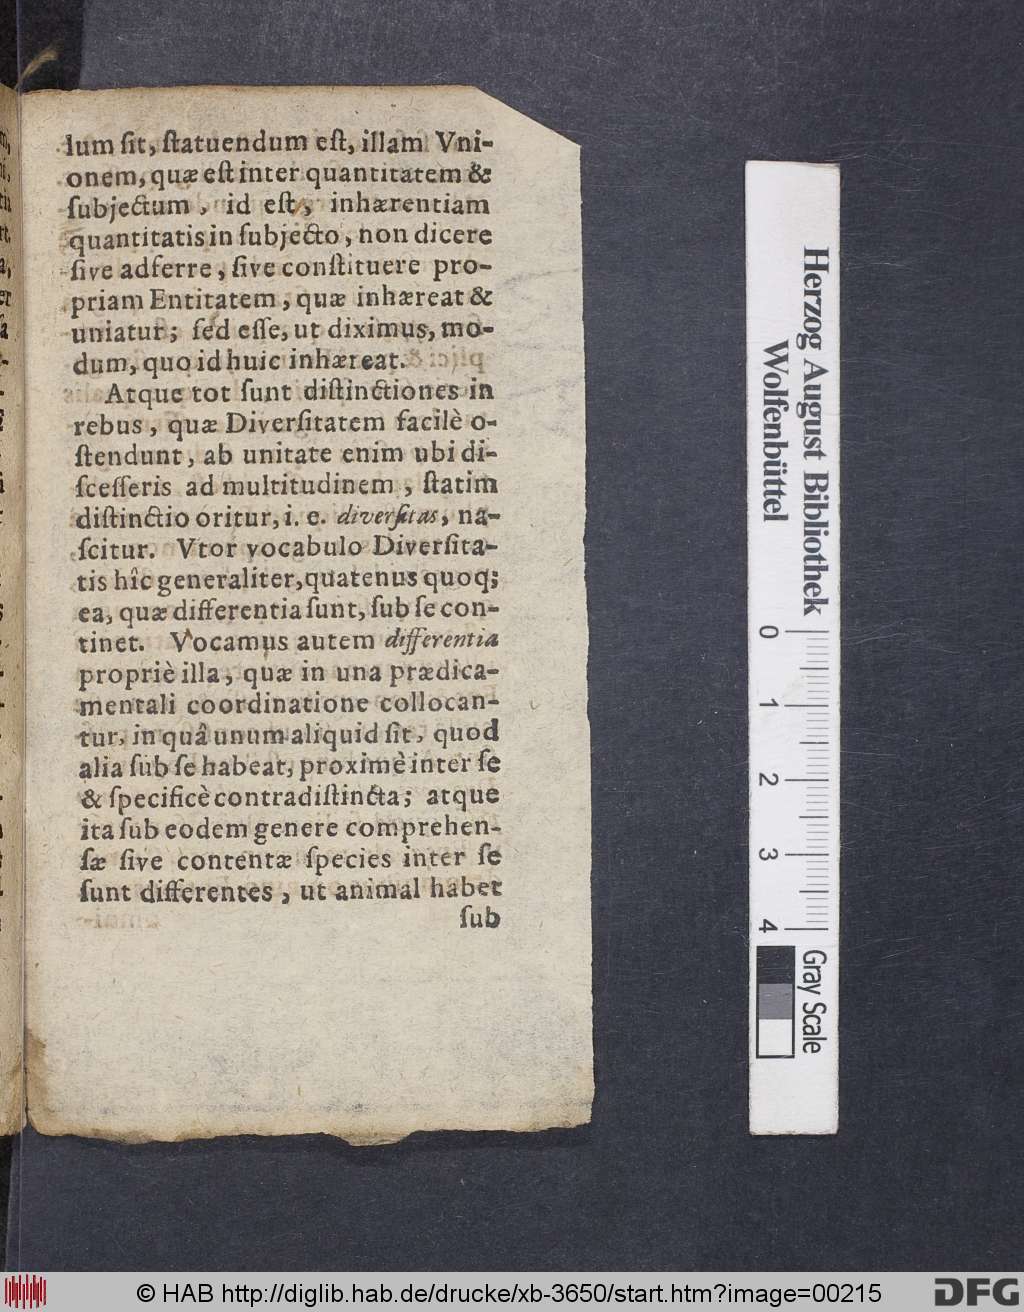 lum ſit, ſtatuendum eſt, illam Vni-
onem, quæ eſt inter quantitatem &
ſubjectum, id eſt, inhærentiam
quantitatis in ſubjecto, non dicere
ſive adferre, ſive conſtituere pro-
priam Entitatem, quæ inhæreat &
uniatur; ſed eſſe, ut diximus, mo-
dum, quo id huic inhæreat.
Atque tot ſunt diſtinctiones in
rebus, quæ Diverſitatem facilè o-
ſtendunt, ab unitate enim ubi di-
ſceſſeris ad multitudinem, ſtatim
diſtinctio oritur, i. e. diverſitas, na-
ſcitur. Vtor vocabulo Diverſita-
tis hîc generaliter, quatenus quoq;
ea, quæ differentia ſunt, ſub ſe con-
tinet. Vocamus autem differentia
propriè illa, quæ in una prædica-
mentali coordinatione collocan-
tur, in quâ unum aliquid ſit, quod
alia ſub ſe habeat, proximè inter ſe
& ſpecificè contradiſtincta; atque
ita ſub eodem genere comprehen-
ſæ ſive contentæ ſpecies inter ſe
ſunt differentes, ut animal habet
ſub
Herzog August Bibliothek
Wolfenbüttel
0 1 2 3 4
Gray Scale
© HAB http://diglib.hab.de/drucke/xb-3650/start.htm?image=00215
DFG